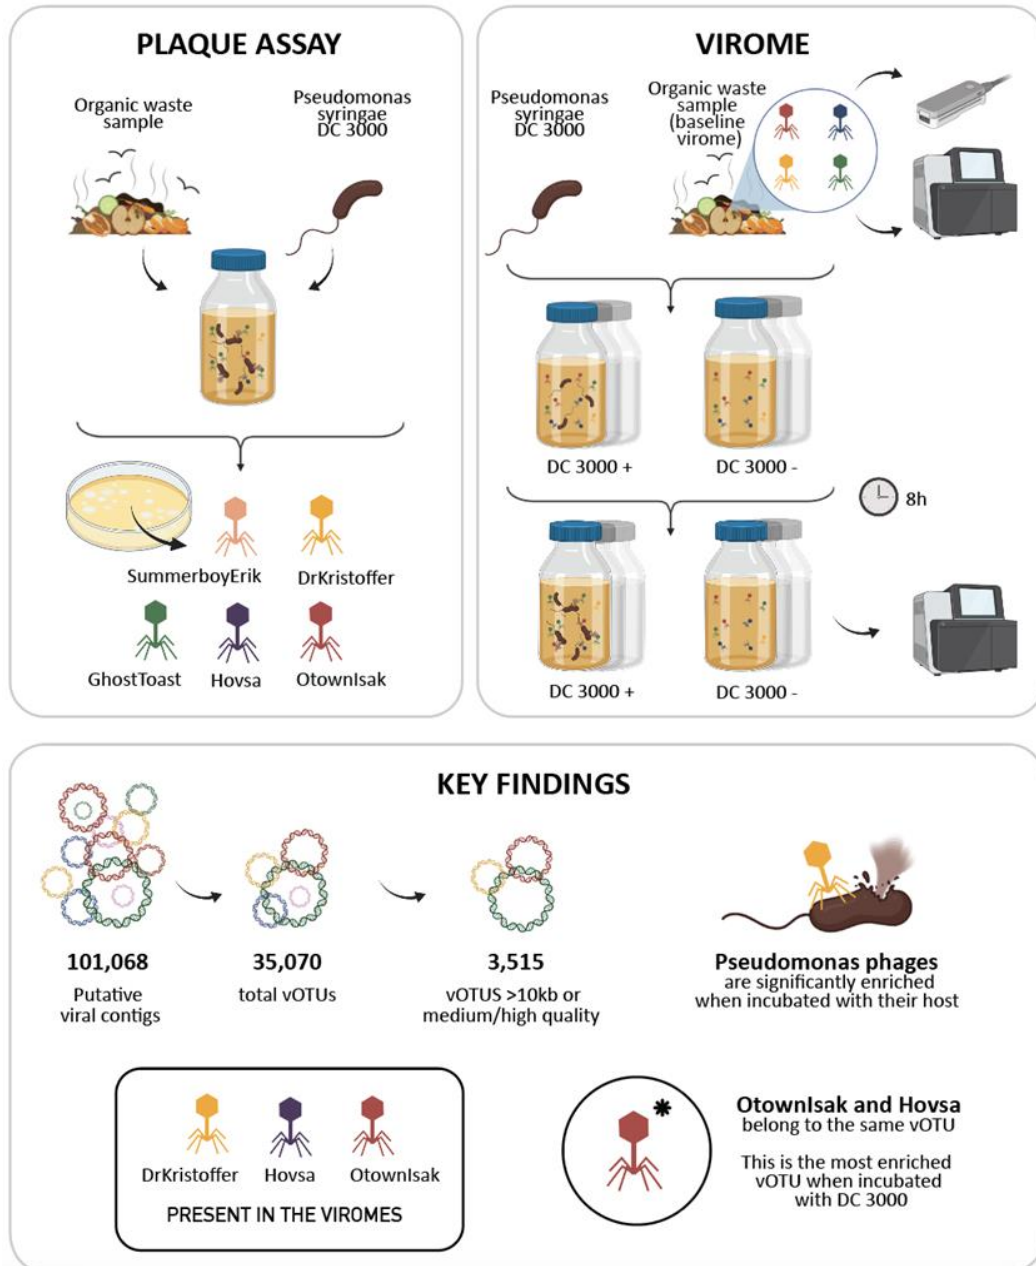 PLAQUE ASSAY
Organic waste
sample
Pseudomonas
syringae
DC 3000
SummerboyErik
DrKristoffer
GhostToast
Hovsa
OtownIsak
VIROME
Pseudomonas
syringae
DC 3000
Organic waste
sample
(baseline
virome)
DC 3000 +
DC 3000 -
8h
DC 3000 +
DC 3000 -
KEY FINDINGS
101,068
Putative
viral contigs
35,070
total vOTUs
3,515
vOTUS >10kb or
medium/high quality
Pseudomonas phages
are significantly enriched
when incubated with their host
DrKristoffer
Hovsa
OtownIsak
PRESENT IN THE VIROMES
*
OtownIsak and Hovsa
belong to the same vOTU
This is the most enriched
vOTU when incubated
with DC 3000